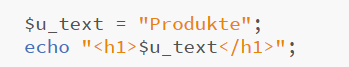 $u_text = "Produkte";
echo "<h1>$u_text</h1>";